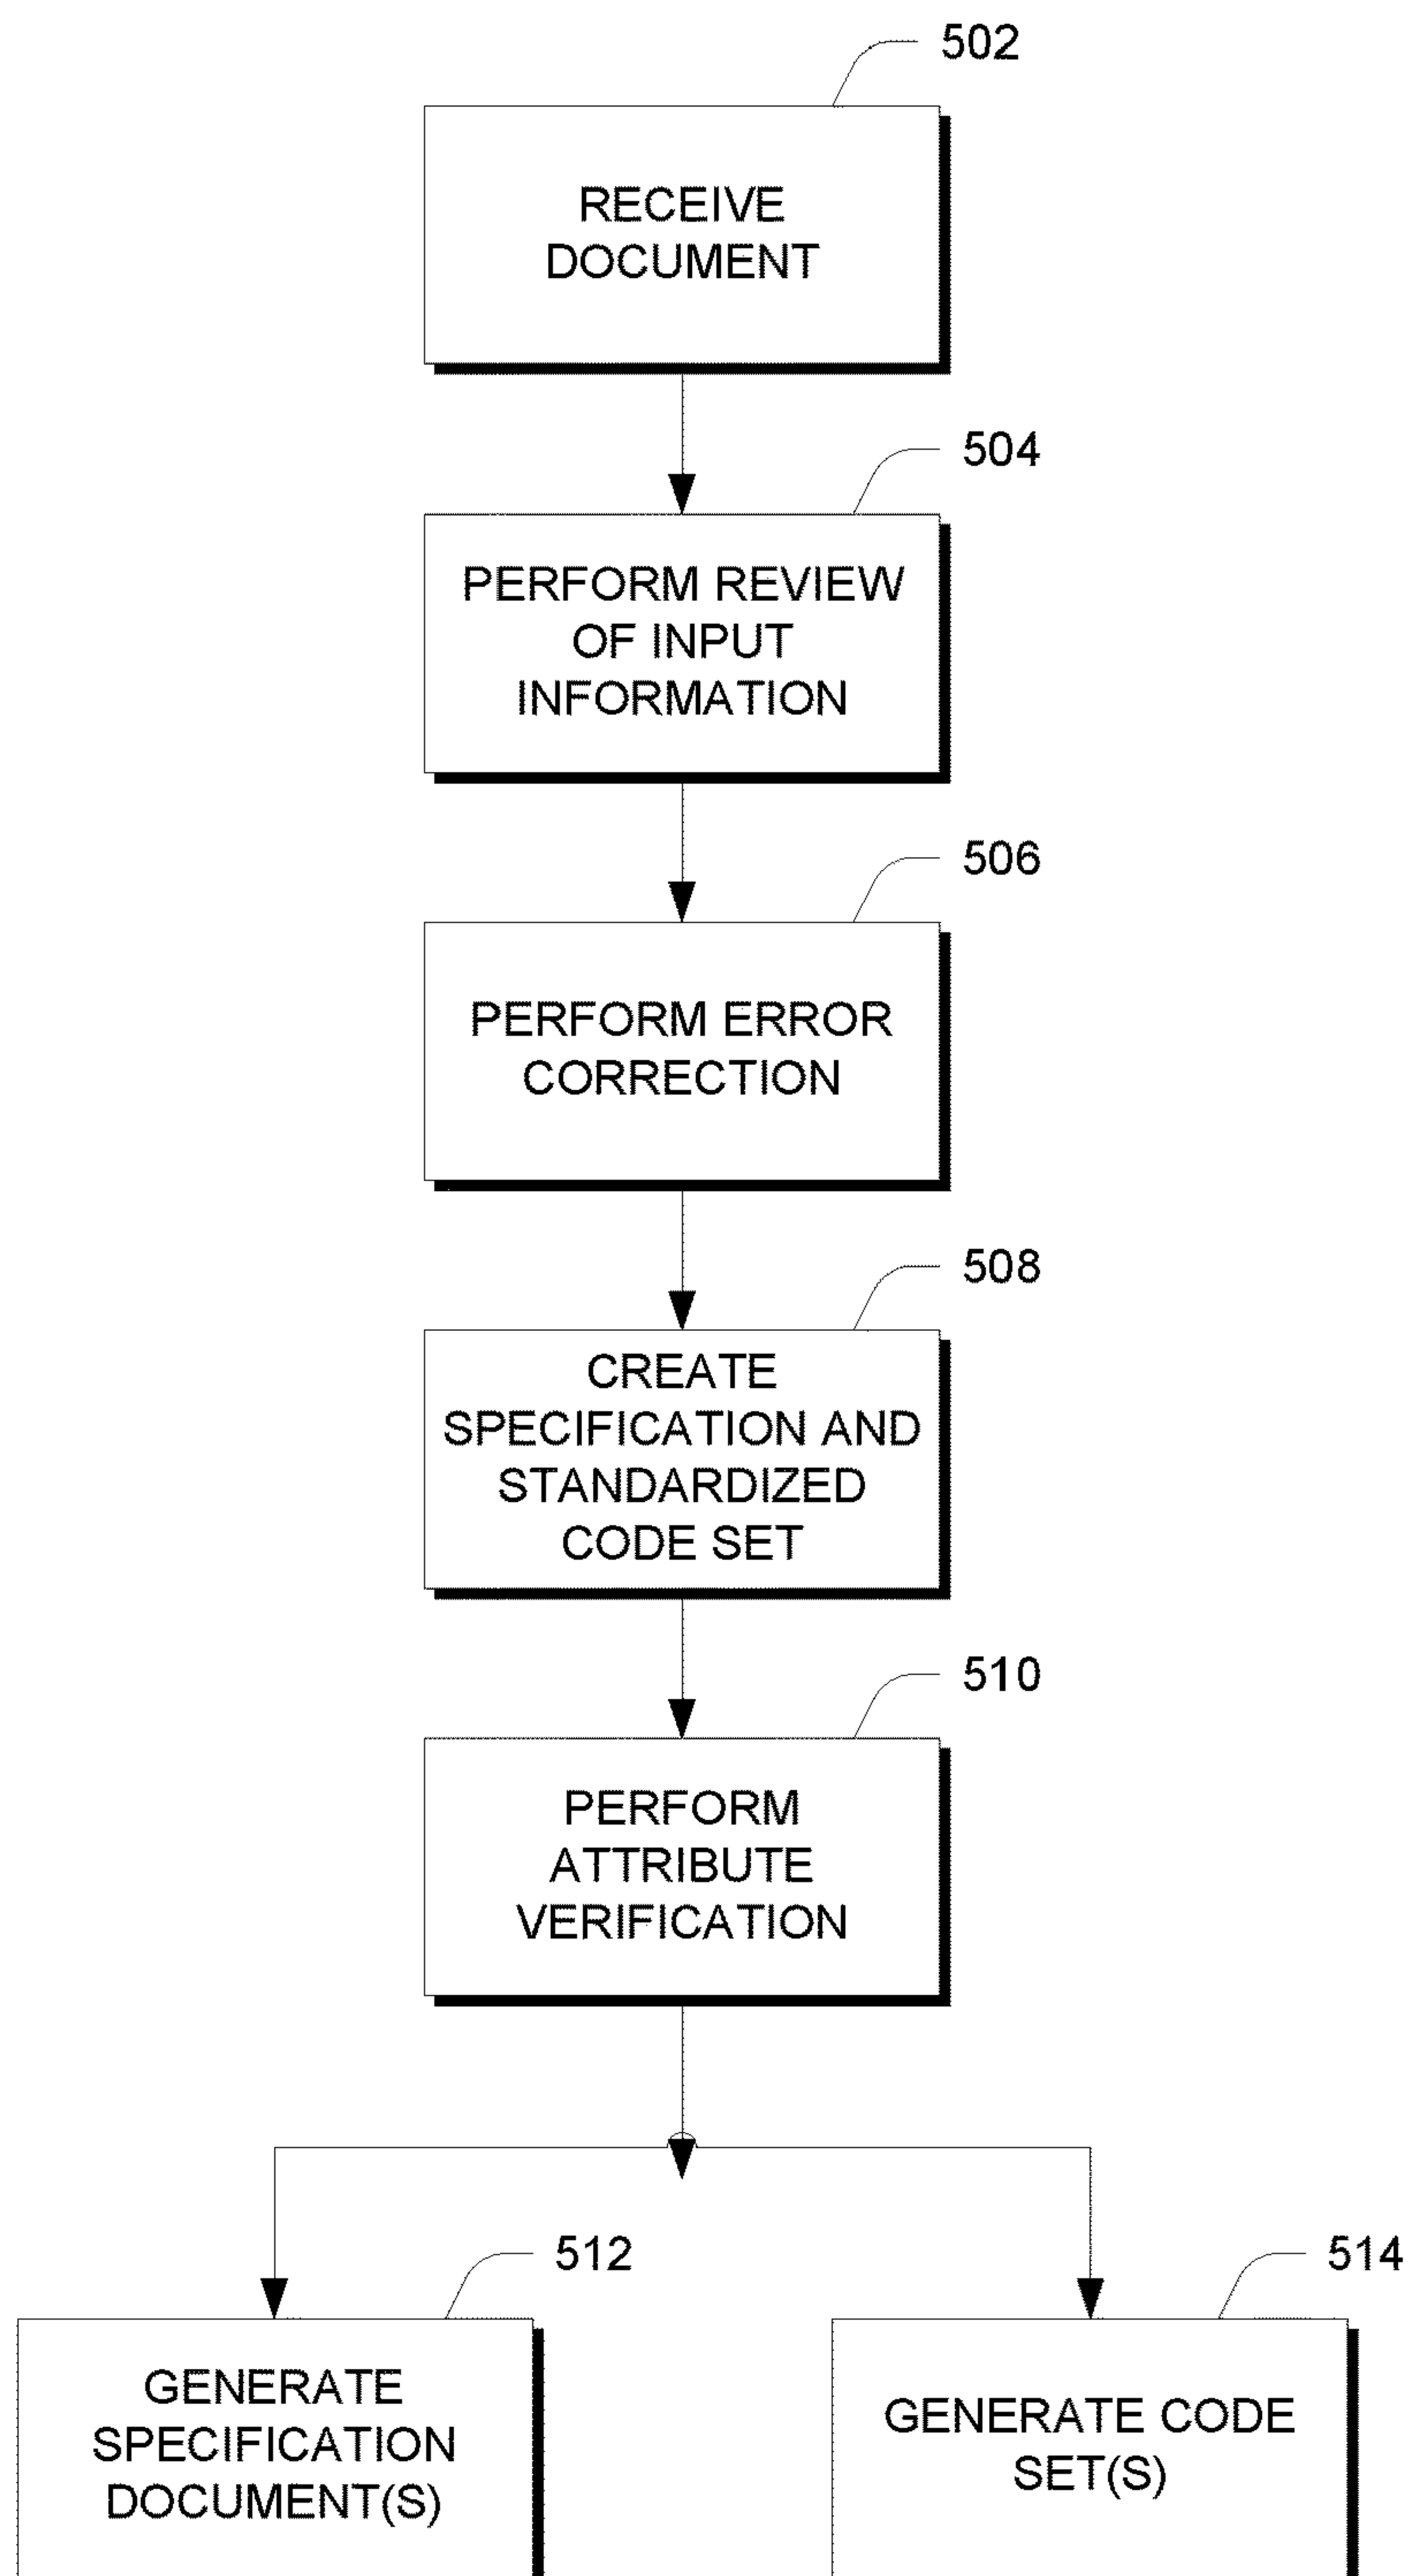 502
RECEIVE
DOCUMENT
504
PERFORM REVIEW
OF INPUT
INFORMATION
506
PERFORM ERROR
CORRECTION
508
CREATE
SPECIFICATION AND
STANDARDIZED
CODE SET
510
PERFORM
ATTRIBUTE
VERIFICATION
512
GENERATE
SPECIFICATION
DOCUMENT(S)
514
GENERATE CODE
SET(S)